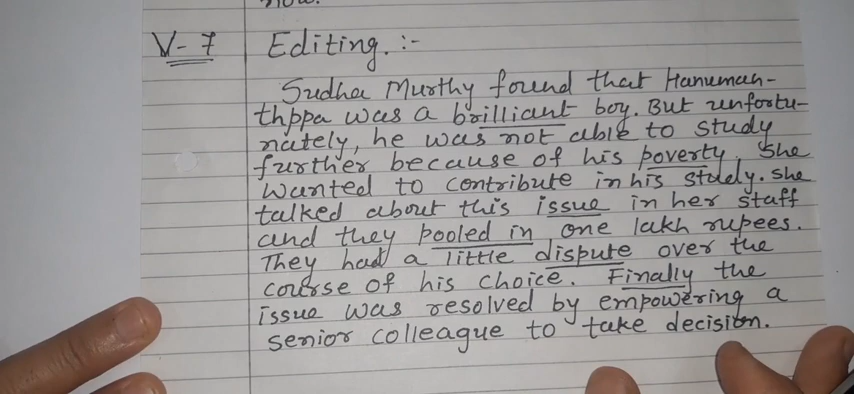 V-7 Editing. :-
Sudha Murthy found that Hanuman-
thppa was a brilliant boy. But unfortu-
nately, he was not able to study
further because of his poverty. She
wanted to contribute in his study. She
talked about this issue in her staff
and they pooled in one lakh rupees.
They had a little dispute over the
course of his choice. Finally the
issue was resolved by empowering a
senior colleague to take decision.